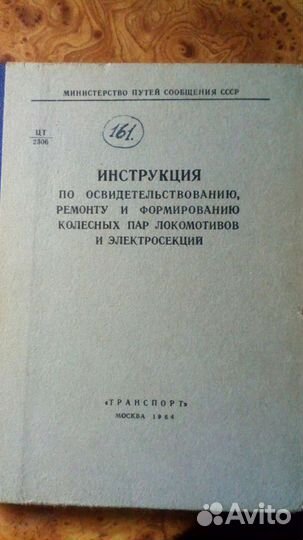 МИНИСТЕРСТВО ПУТЕЙ СООБЩЕНИЯ СССР
ЦТ
2306
161.
ИНСТРУКЦИЯ
ПО ОСВИДЕТЕЛЬСТВОВАНИЮ,
РЕМОНТУ И ФОРМИРОВАНИЮ
КОЛЕСНЫХ ПАР ЛОКОМОТИВОВ
И ЭЛЕКТРОСЕКЦИЙ
«ТРАНСПОРТ»
МОСКВА 1964
Avito